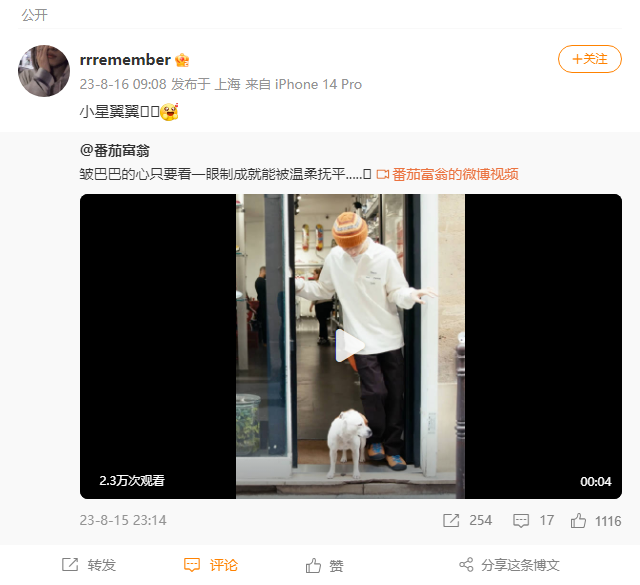 公开
rrremember
+关注
23-8-16 09:08 发布于 上海 来自 iPhone 14 Pro
小星翼翼
@番茄富翁
皱巴巴的心只要看一眼制成就能被温柔抚平..... 番茄富翁的微博视频
2.3万次观看
00:04
23-8-15 23:14
254
17
1116
转发
评论
赞
分享这条博文